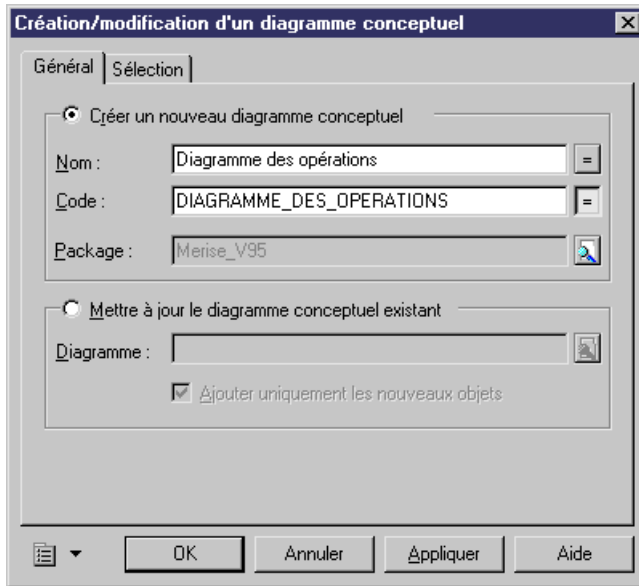 Création/modification d'un diagramme conceptuel
Général
Sélection
Créer un nouveau diagramme conceptuel
Nom :
Diagramme des opérations
=
Code :
DIAGRAMME_DES_OPERATIONS
=
Package :
Merise_V95
Mettre à jour le diagramme conceptuel existant
Diagramme :
Ajouter uniquement les nouveaux objets
OK
Annuler
Appliquer
Aide